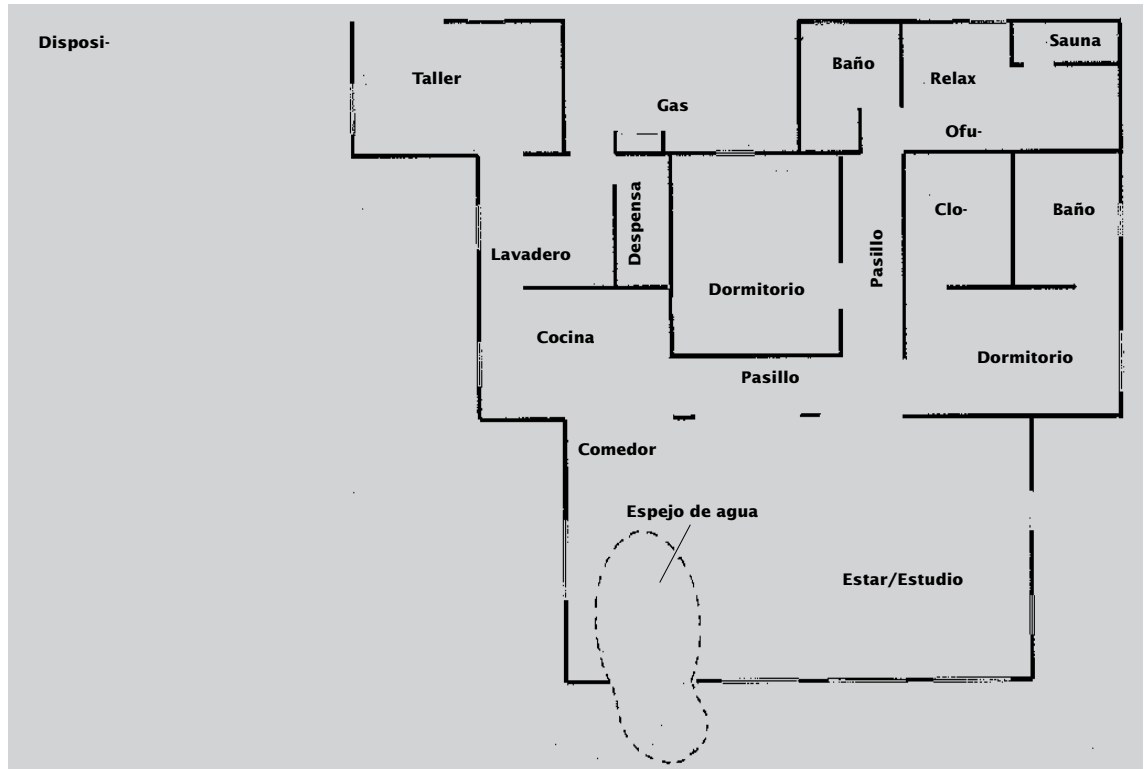 Disposi-
Taller
Gas
Baño
Relax
Sauna
Ofu-
Despensa
Lavadero
Dormitorio
Pasillo
Clo-
Baño
Cocina
Pasillo
Dormitorio
Comedor
Espejo de agua
Estar/Estudio